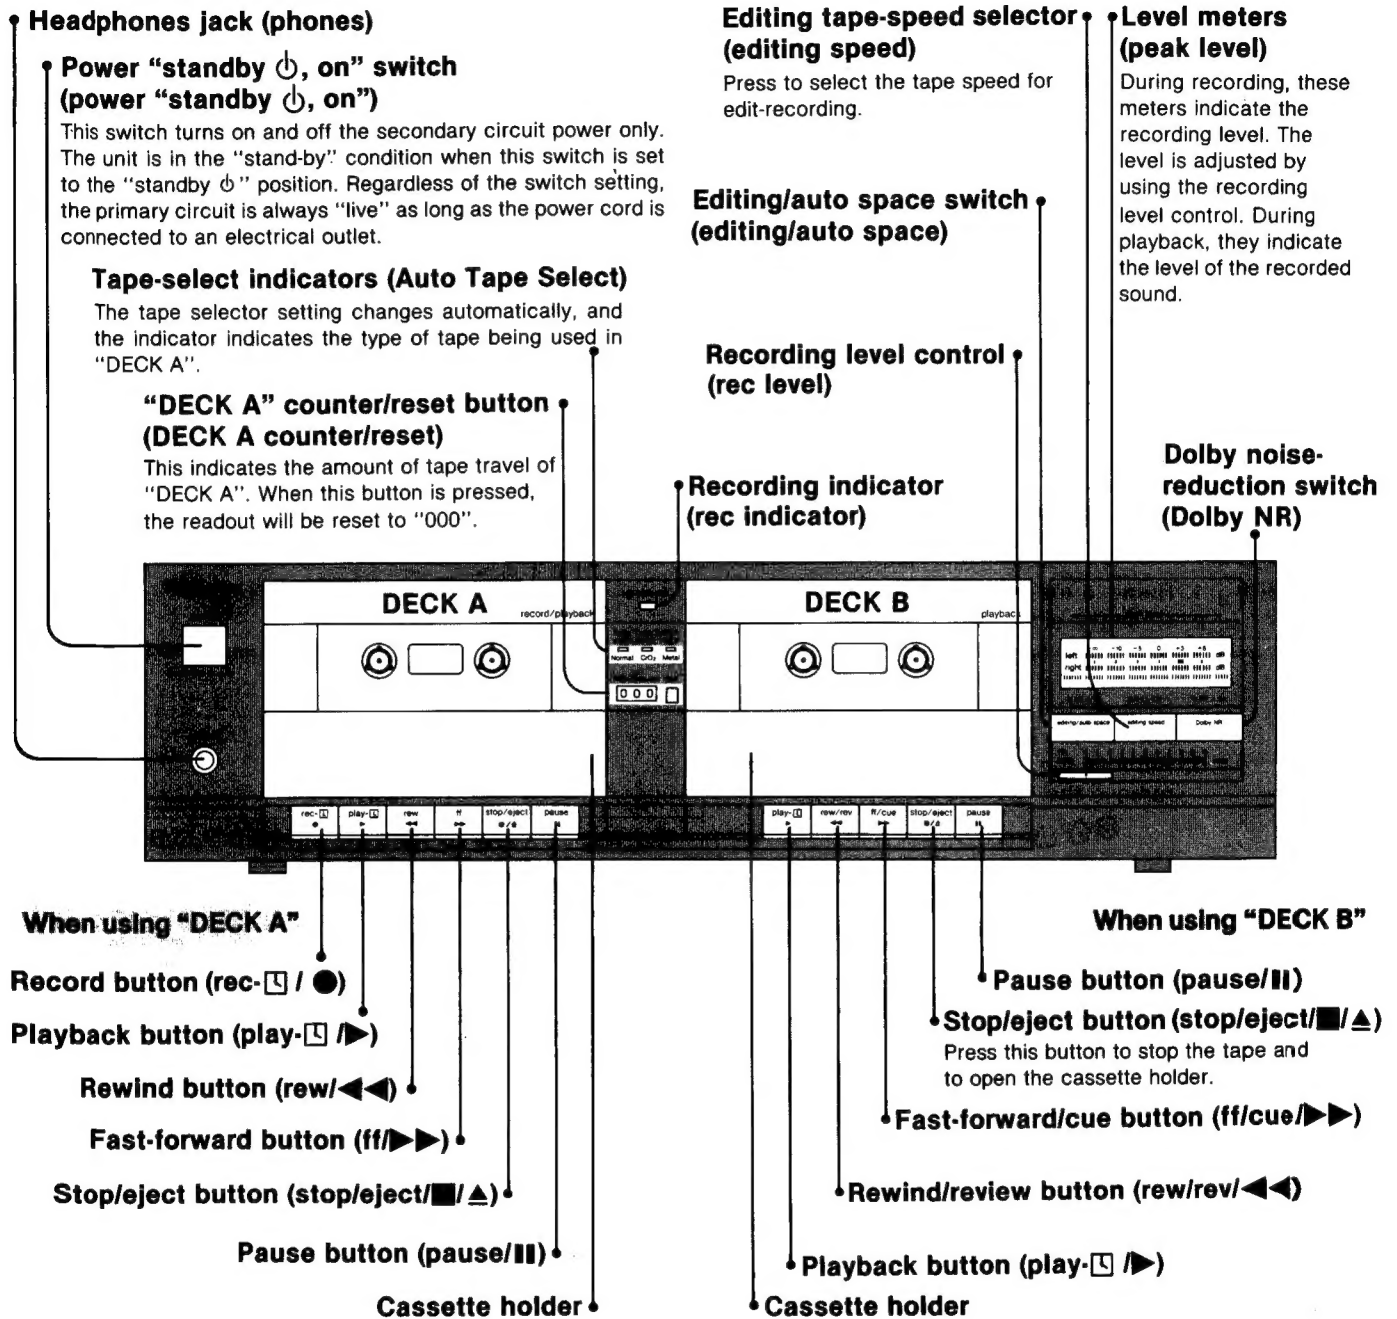 Headphones jack (phones)
Power “standby ⏻, on” switch
(power “standby ⏻, on”)
This switch turns on and off the secondary circuit power only.
The unit is in the “stand-by” condition when this switch is set
to the “standby ⏻” position. Regardless of the switch setting,
the primary circuit is always “live” as long as the power cord is
connected to an electrical outlet.
Tape-select indicators (Auto Tape Select)
The tape selector setting changes automatically, and
the indicator indicates the type of tape being used in
“DECK A”.
“DECK A” counter/reset button
(DECK A counter/reset)
This indicates the amount of tape travel of
“DECK A”. When this button is pressed,
the readout will be reset to “000”.
Editing tape-speed selector
(editing speed)
Press to select the tape speed for
edit-recording.
Level meters
(peak level)
During recording, these
meters indicate the
recording level. The
level is adjusted by
using the recording
level control. During
playback, they indicate
the level of the recorded
sound.
Editing/auto space switch
(editing/auto space)
Recording level control
(rec level)
Recording indicator
(rec indicator)
Dolby noise-
reduction switch
(Dolby NR)
DECK A
record/playback
DECK B
playback
Normal CrO₂ Metal
000
left -∞ -10 -5 0 +3 +8 dB
right dB
editing/auto space editing speed Dolby NR
rec- play- rew ff stop/eject pause
● ▶ ◀◀ ▶▶ ■/▲ II
play- rew/rev ff/cue stop/eject pause
▶ ◀◀ ▶▶ ■/▲ II
When using “DECK A”
Record button (rec- / ●)
Playback button (play- /▶)
Rewind button (rew/◀◀)
Fast-forward button (ff/▶▶)
Stop/eject button (stop/eject/■/▲)
Pause button (pause/II)
Cassette holder
When using “DECK B”
Pause button (pause/II)
Stop/eject button (stop/eject/■/▲)
Press this button to stop the tape and
to open the cassette holder.
Fast-forward/cue button (ff/cue/▶▶)
Rewind/review button (rew/rev/◀◀)
Playback button (play- /▶)
Cassette holder